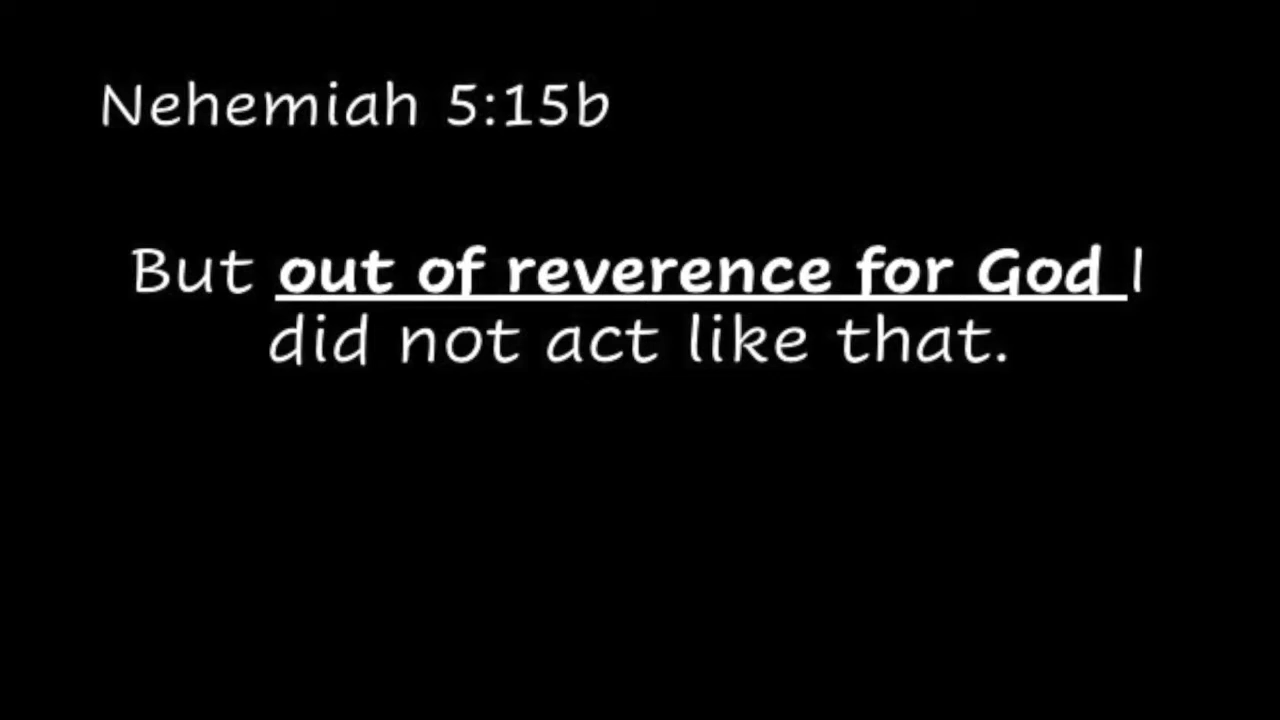 Nehemiah 5:15b
But out of reverence for God I
did not act like that.